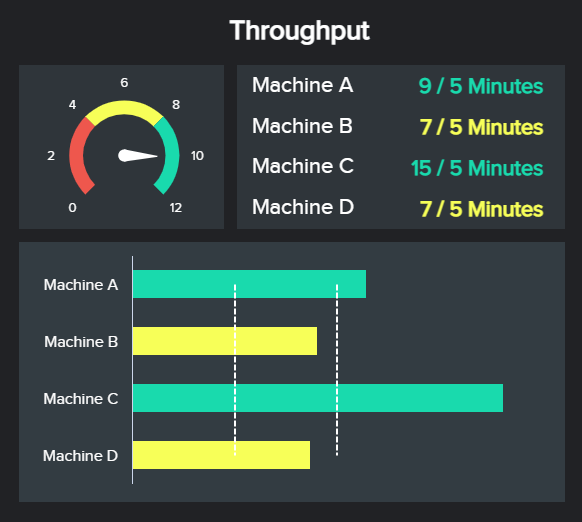 Throughput
6
4
8
2
10
0
12
Machine A 9 / 5 Minutes
Machine B 7 / 5 Minutes
Machine C 15 / 5 Minutes
Machine D 7 / 5 Minutes
Machine A
Machine B
Machine C
Machine D